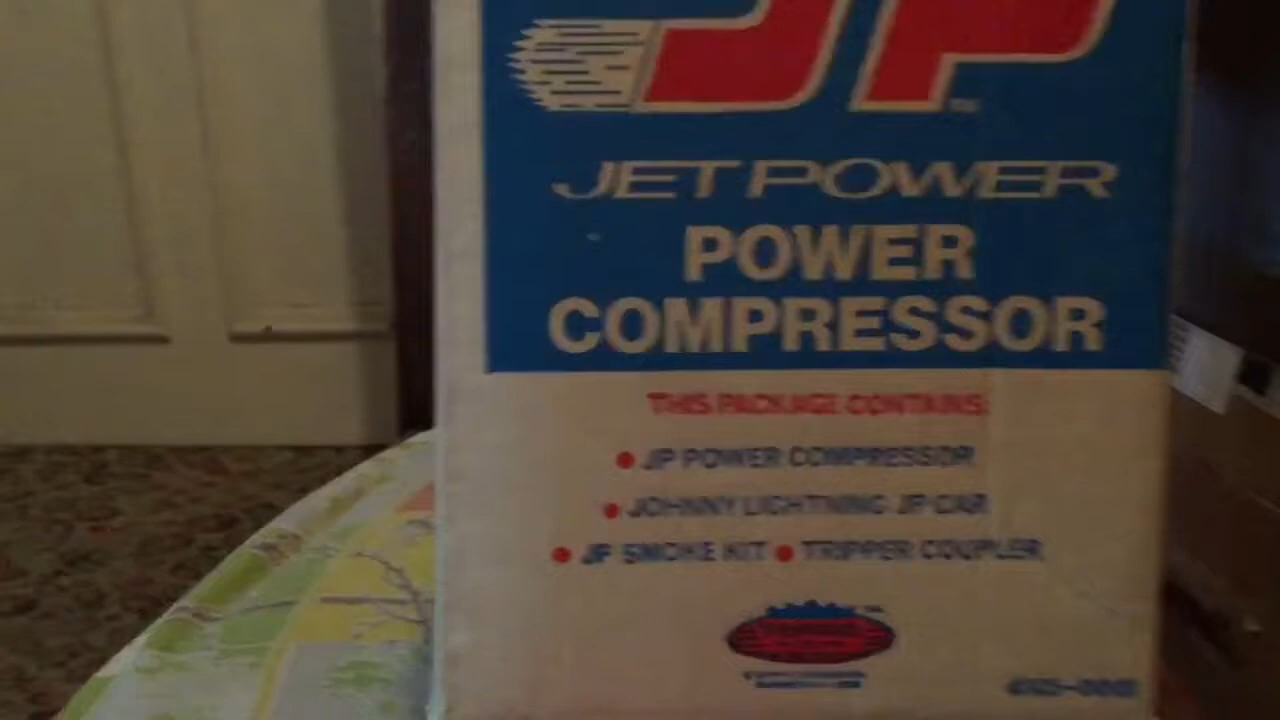 JP
JET POWER
POWER
COMPRESSOR
THIS PACKAGE CONTAINS:
• JP POWER COMPRESSOR
• JOHNNY LIGHTNING JP CAR
• JP SMOKE KIT • TRIPPER COUPLER